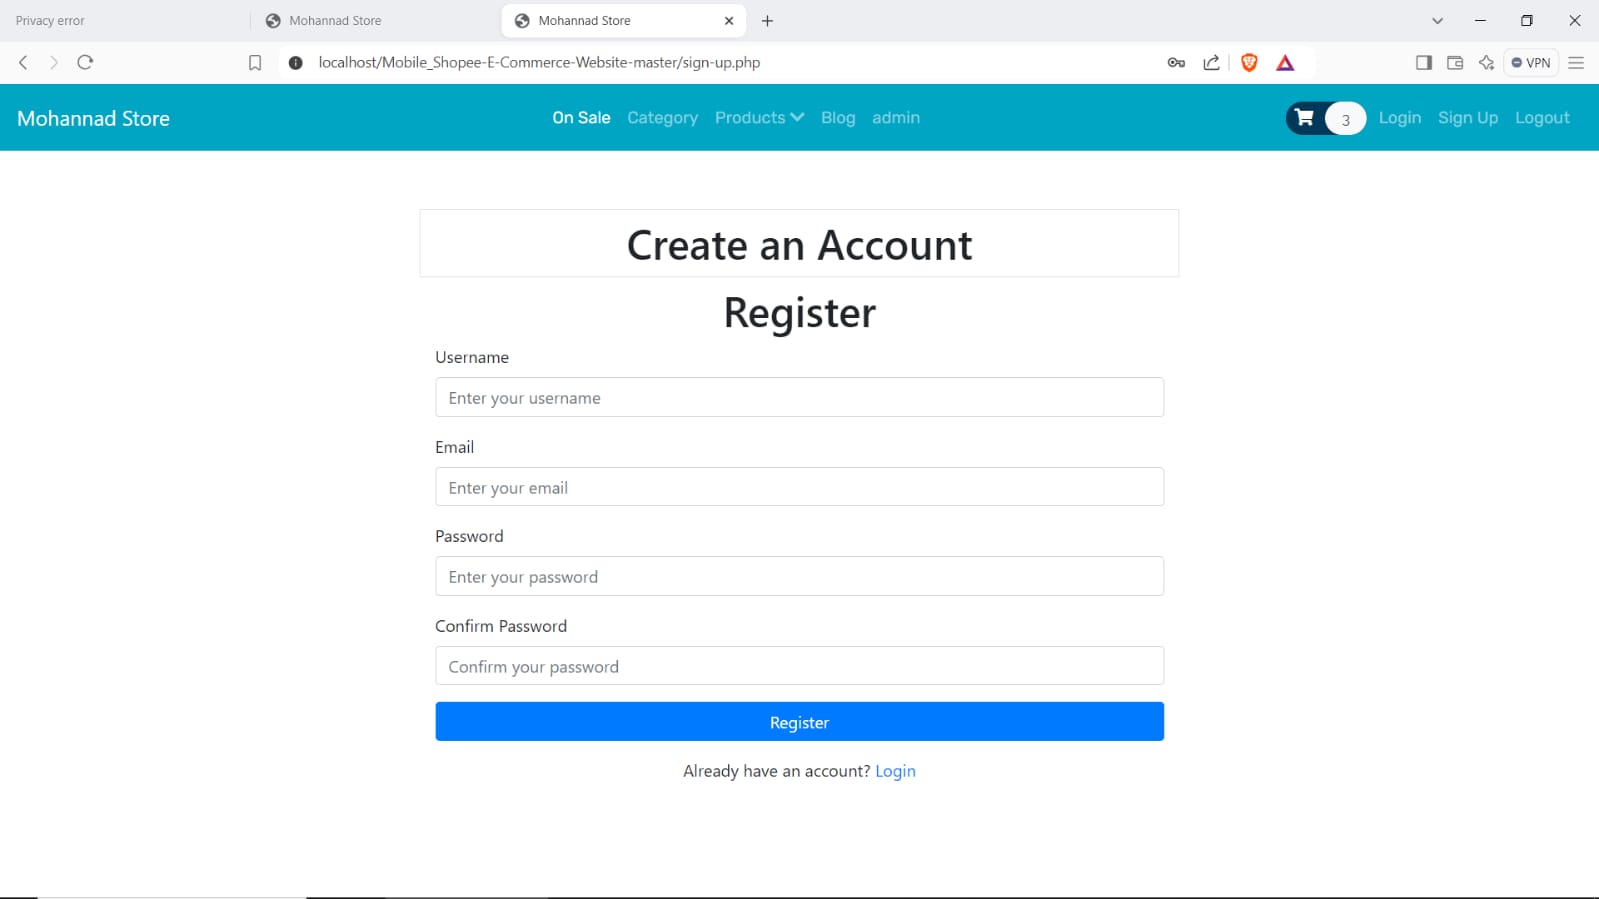 Privacy error
Mohannad Store
Mohannad Store
localhost/Mobile_Shopee-E-Commerce-Website-master/sign-up.php
VPN
Mohannad Store
On Sale
Category
Products
Blog
admin
3
Login
Sign Up
Logout
Create an Account
Register
Username
Enter your username
Email
Enter your email
Password
Enter your password
Confirm Password
Confirm your password
Register
Already have an account? Login